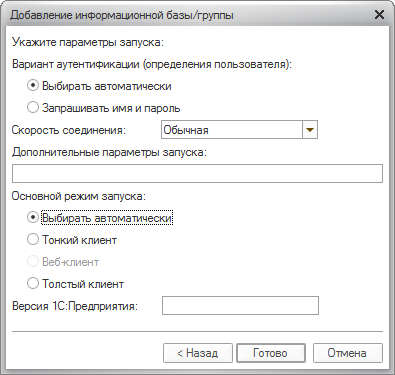 Добавление информационной базы/группы
Укажите параметры запуска:
Вариант аутентификации (определения пользователя):
Выбирать автоматически
Запрашивать имя и пароль
Скорость соединения: Обычная
Дополнительные параметры запуска:
Основной режим запуска:
Выбирать автоматически
Тонкий клиент
Веб-клиент
Толстый клиент
Версия 1С:Предприятия:
< Назад Готово Отмена